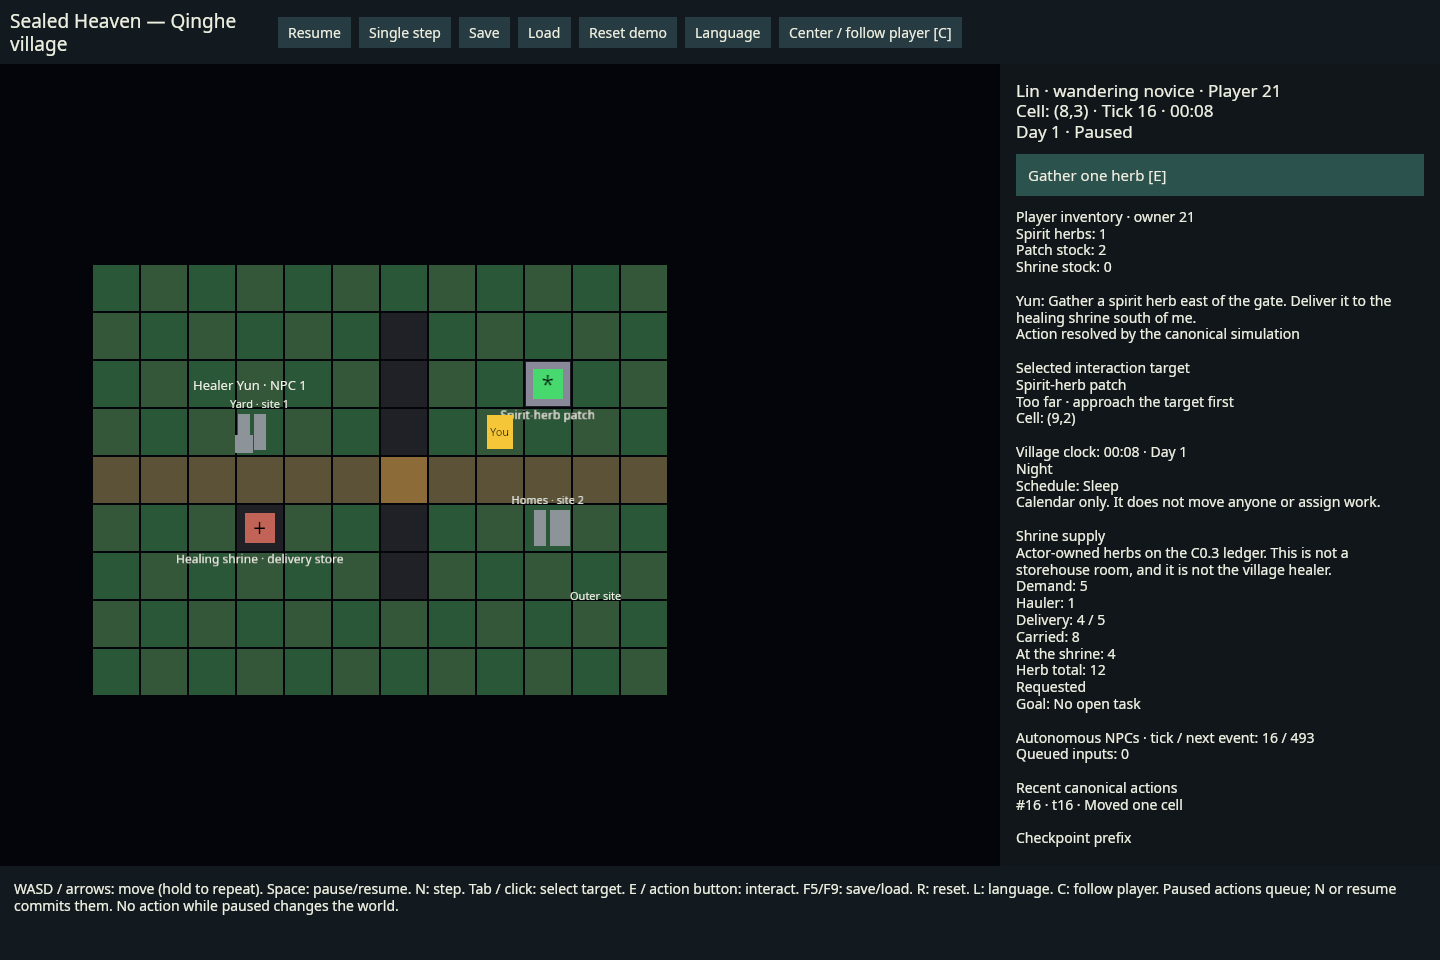 Sealed Heaven — Qinghe
village
Resume
Single step
Save
Load
Reset demo
Language
Center / follow player [C]
Lin · wandering novice · Player 21
Cell: (8,3) · Tick 16 · 00:08
Day 1 · Paused
Gather one herb [E]
Player inventory · owner 21
Spirit herbs: 1
Patch stock: 2
Shrine stock: 0
Yun: Gather a spirit herb east of the gate. Deliver it to the
healing shrine south of me.
Action resolved by the canonical simulation
Selected interaction target
Spirit-herb patch
Too far · approach the target first
Cell: (9,2)
Village clock: 00:08 · Day 1
Night
Schedule: Sleep
Calendar only. It does not move anyone or assign work.
Shrine supply
Actor-owned herbs on the C0.3 ledger. This is not a
storehouse room, and it is not the village healer.
Demand: 5
Hauler: 1
Delivery: 4 / 5
Carried: 8
At the shrine: 4
Herb total: 12
Requested
Goal: No open task
Autonomous NPCs · tick / next event: 16 / 493
Queued inputs: 0
Recent canonical actions
#16 · t16 · Moved one cell
Checkpoint prefix
Healer Yun · NPC 1
Yard · site 1
*
Spirit-herb patch
You
Homes · site 2
+
Healing shrine · delivery store
Outer site
WASD / arrows: move (hold to repeat). Space: pause/resume. N: step. Tab / click: select target. E / action button: interact. F5/F9: save/load. R: reset. L: language. C: follow player. Paused actions queue; N or resume
commits them. No action while paused changes the world.